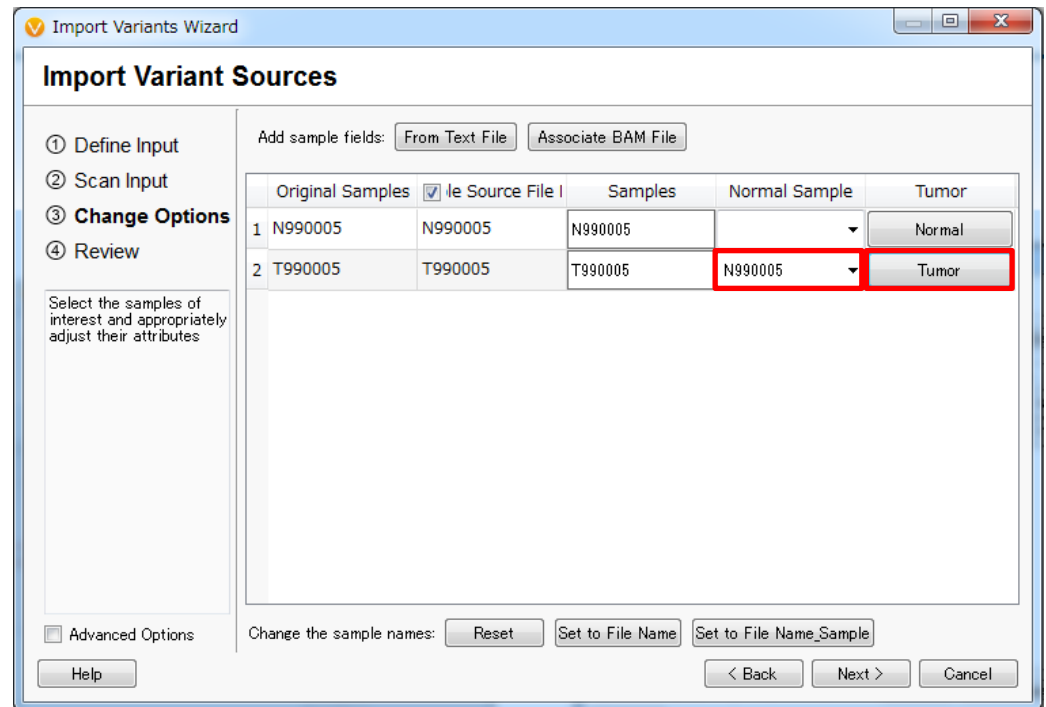 Import Variants Wizard
Import Variant Sources
① Define Input
② Scan Input
③ Change Options
④ Review
Select the samples of
interest and appropriately
adjust their attributes
Advanced Options
Add sample fields: From Text File Associate BAM File
Original Samples le Source File Samples Normal Sample Tumor
1 N990005 N990005 N990005 Normal
2 T990005 T990005 T990005 N990005 Tumor
Change the sample names: Reset Set to File Name Set to File Name_Sample
Help < Back Next > Cancel